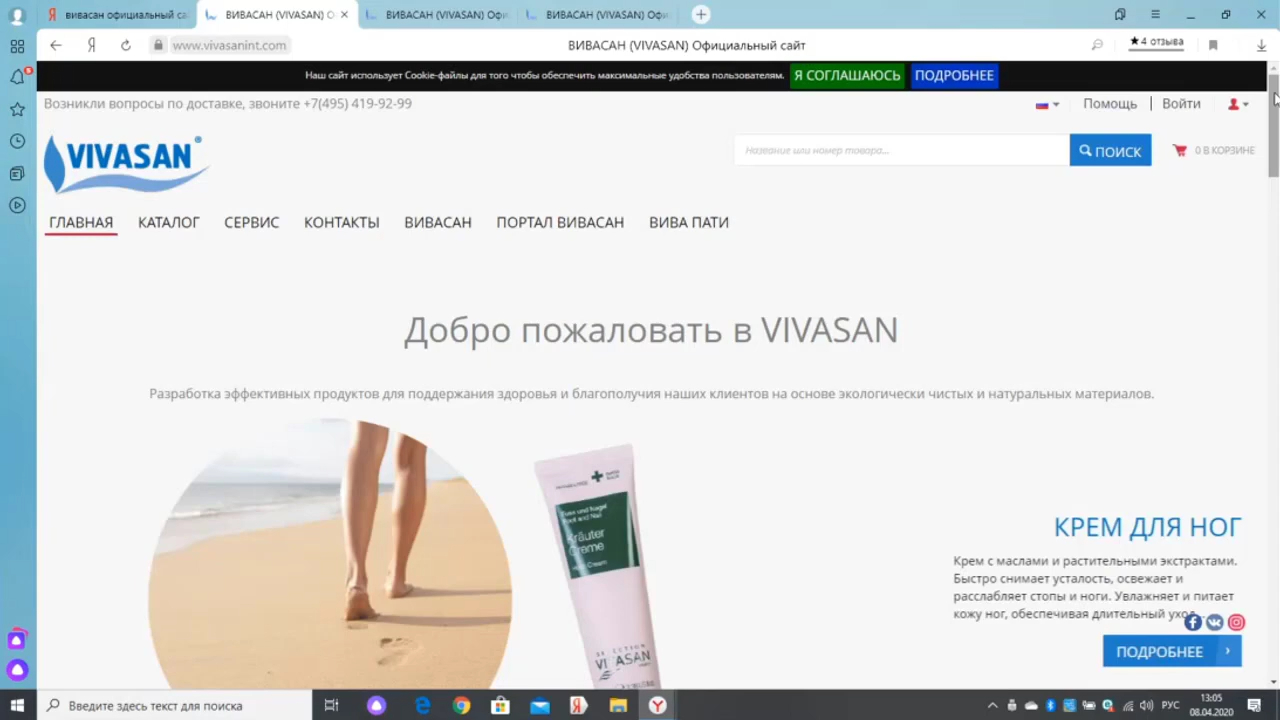 вивасан официальный са
ВИВАСАН (VIVASAN) О
ВИВАСАН (VIVASAN) Офи
ВИВАСАН (VIVASAN) Офи
www.vivasanint.com
ВИВАСАН (VIVASAN) Официальный сайт
★4 отзыва
Наш сайт использует Cookie-файлы для того чтобы обеспечить максимальные удобства пользователям.
Я СОГЛАШАЮСЬ
ПОДРОБНЕЕ
Возникли вопросы по доставке, звоните +7(495) 419-92-99
Помощь
Войти
VIVASAN®
Название или номер товара...
ПОИСК
0 В КОРЗИНЕ
ГЛАВНАЯ
КАТАЛОГ
СЕРВИС
КОНТАКТЫ
ВИВАСАН
ПОРТАЛ ВИВАСАН
ВИВА ПАТИ
Добро пожаловать в VIVASAN
Разработка эффективных продуктов для поддержания здоровья и благополучия наших клиентов на основе экологически чистых и натуральных материалов.
Kräuter
Creme
VIVASAN
КРЕМ ДЛЯ НОГ
Крем с маслами и растительными экстрактами.
Быстро снимает усталость, освежает и
расслабляет стопы и ноги. Увлажняет и питает
кожу ног, обеспечивая длительный уход.
ПОДРОБНЕЕ
Введите здесь текст для поиска
РУС
13:05
08.04.2020